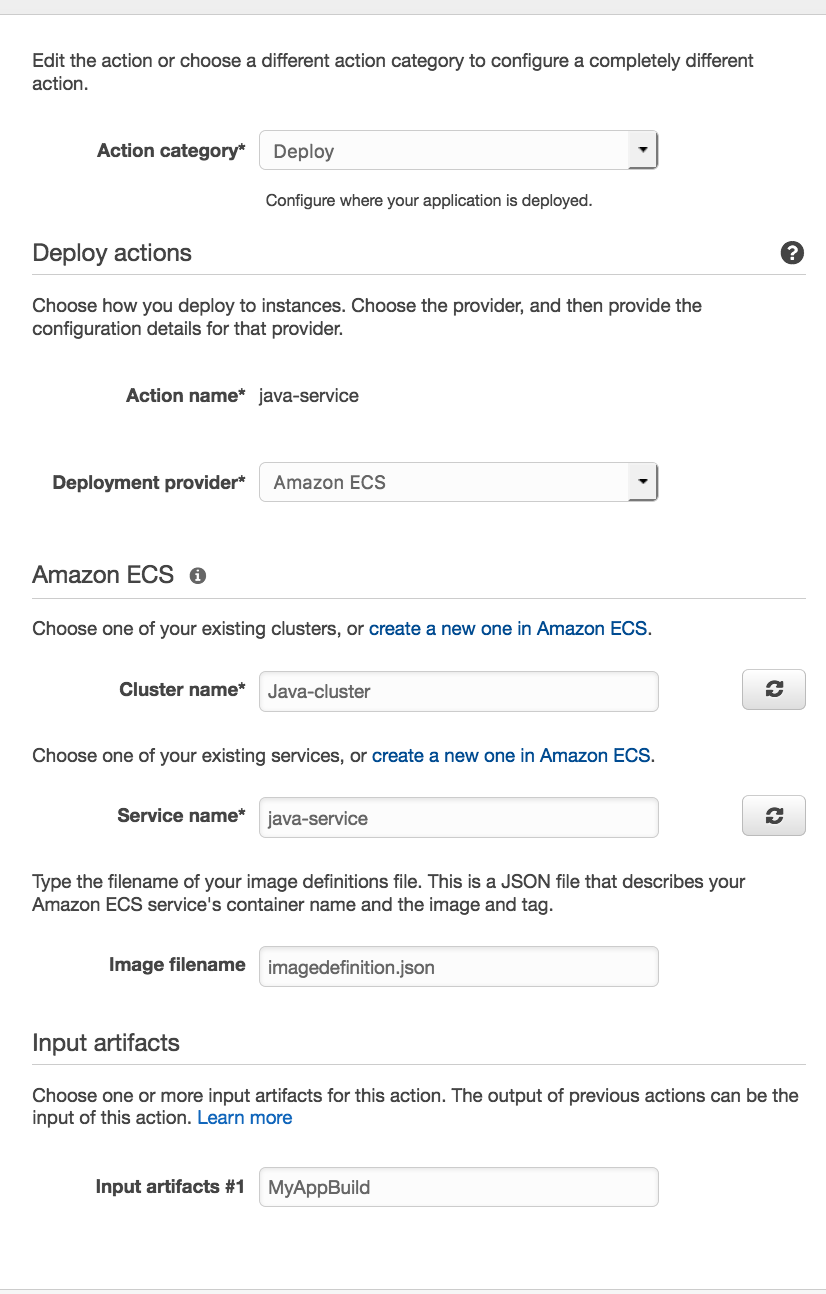 Edit the action or choose a different action category to configure a completely different
action.
Action category* Deploy
Configure where your application is deployed.
Deploy actions
Choose how you deploy to instances. Choose the provider, and then provide the
configuration details for that provider.
Action name* java-service
Deployment provider* Amazon ECS
Amazon ECS
Choose one of your existing clusters, or create a new one in Amazon ECS.
Cluster name* Java-cluster
Choose one of your existing services, or create a new one in Amazon ECS.
Service name* java-service
Type the filename of your image definitions file. This is a JSON file that describes your
Amazon ECS service's container name and the image and tag.
Image filename imagedefinition.json
Input artifacts
Choose one or more input artifacts for this action. The output of previous actions can be the
input of this action. Learn more
Input artifacts #1 MyAppBuild